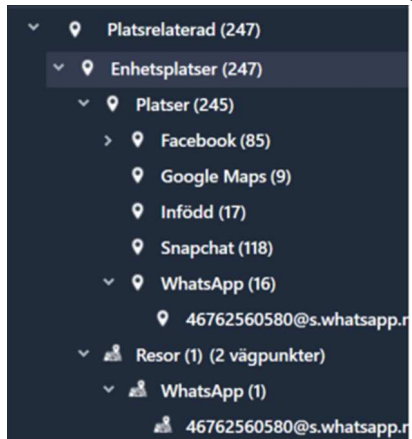 Platsrelaterad (247)
Enhetsplatser (247)
Platser (245)
Facebook (85)
Google Maps (9)
Infödd (17)
Snapchat (118)
WhatsApp (16)
46762560580@s.whatsapp.r
Resor (1) (2 vägpunkter)
WhatsApp (1)
46762560580@s.whatsapp.r